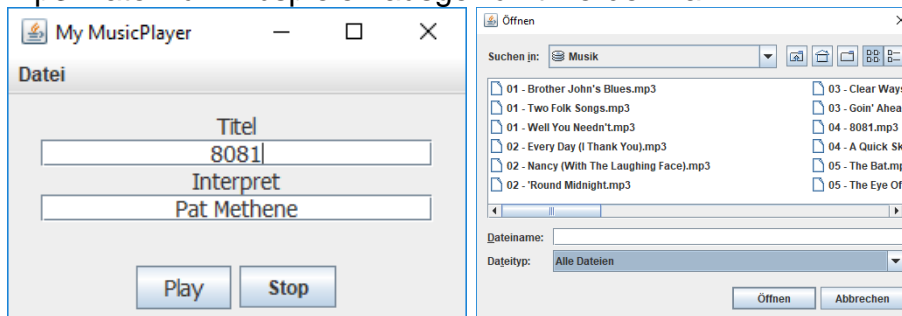 My MusicPlayer
Datei
Titel
8081
Interpret
Pat Methene
Play Stop
Öffnen
Suchen in: Musik
01 - Brother John's Blues.mp3
01 - Two Folk Songs.mp3
01 - Well You Needn't.mp3
02 - Every Day (I Thank You).mp3
02 - Nancy (With The Laughing Face).mp3
02 - 'Round Midnight.mp3
03 - Clear Ways
03 - Goin' Ahea
04 - 8081.mp3
04 - A Quick Sk
05 - The Bat.mp
05 - The Eye Of
Dateiname:
Dateityp: Alle Dateien
Öffnen Abbrechen